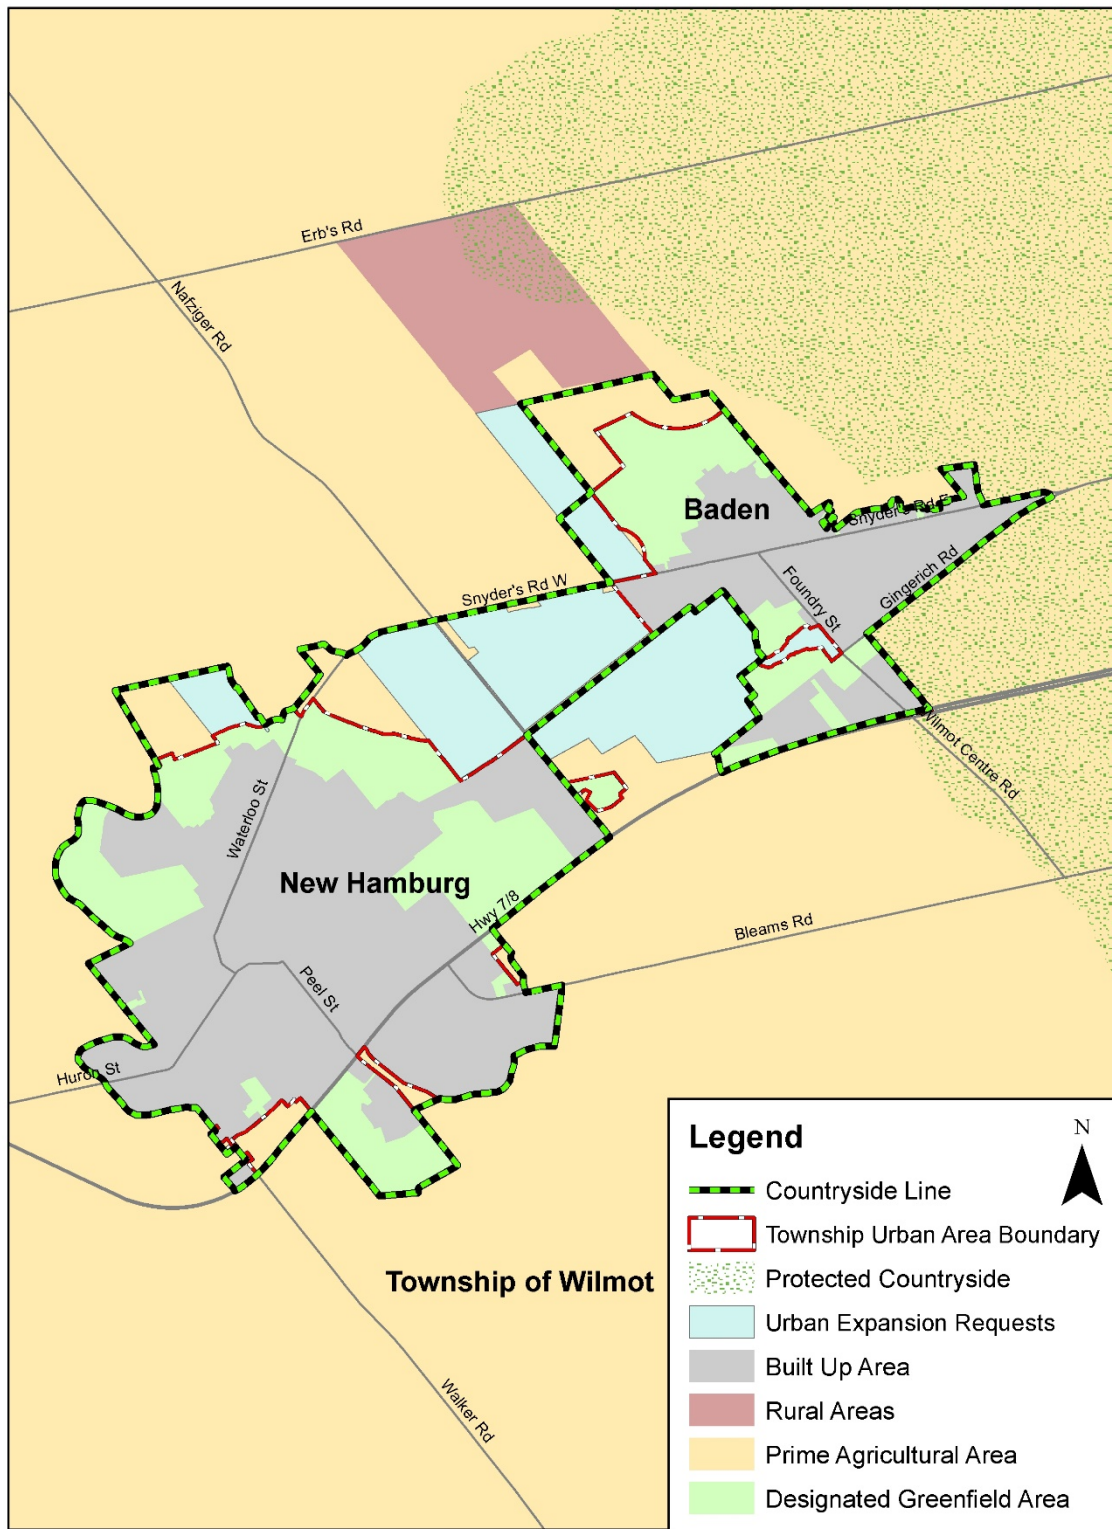 Erb's Rd
Nafziger Rd
Baden
Snyder's Rd E
Snyder's Rd W
Foundry St
Gingerich Rd
Wilmot Centre Rd
Waterloo St
New Hamburg
Hwy 7/8
Bleams Rd
Peel St
Huron St
Township of Wilmot
Walker Rd
Legend
N
Countryside Line
Township Urban Area Boundary
Protected Countryside
Urban Expansion Requests
Built Up Area
Rural Areas
Prime Agricultural Area
Designated Greenfield Area